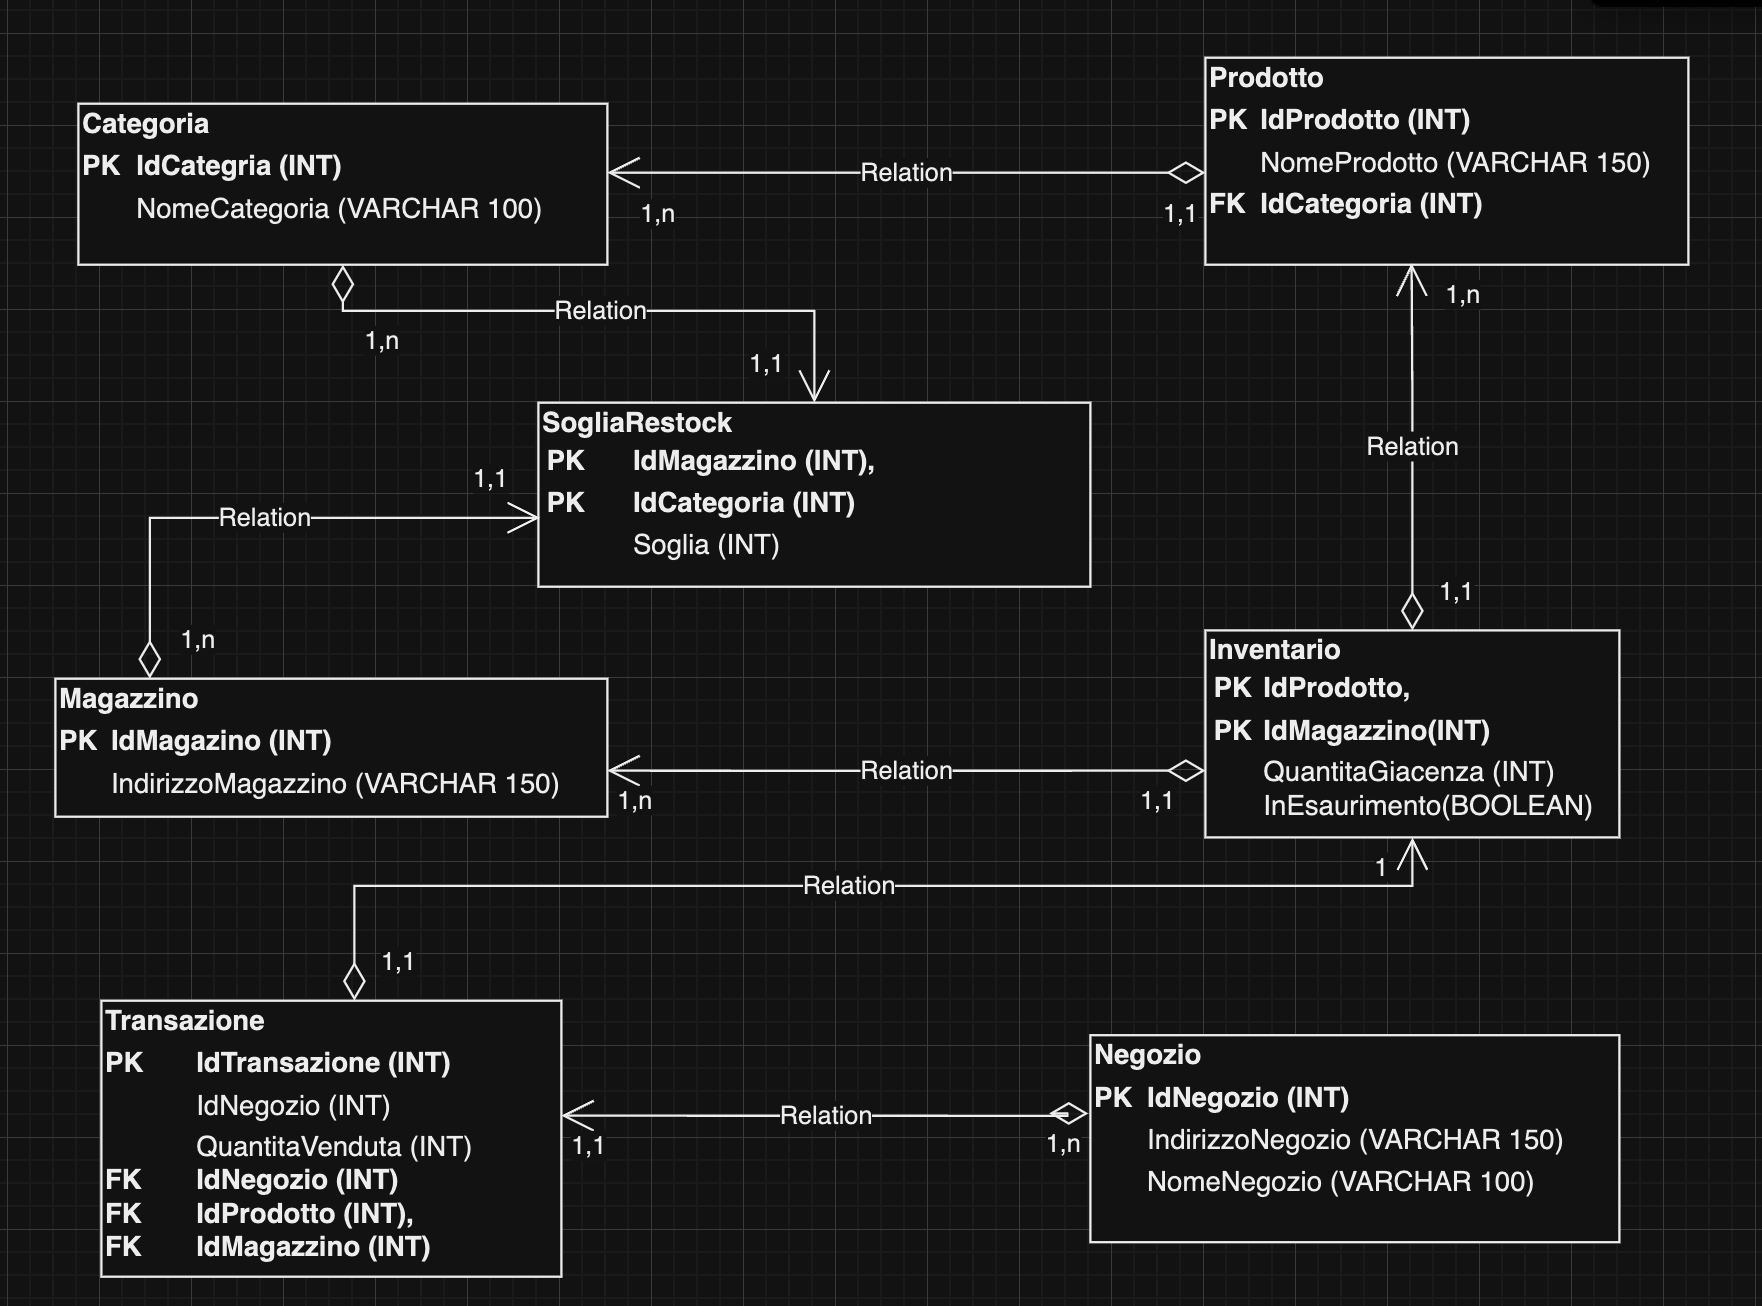 Categoria
PK IdCategria (INT)
NomeCategoria (VARCHAR 100)
Relation
1,n
1,1
Prodotto
PK IdProdotto (INT)
NomeProdotto (VARCHAR 150)
FK IdCategoria (INT)
1,n
Relation
1,n
1,1
SogliaRestock
PK IdMagazzino (INT),
PK IdCategoria (INT)
Soglia (INT)
1,1
Relation
1,n
Relation
1,1
Magazzino
PK IdMagazino (INT)
IndirizzoMagazzino (VARCHAR 150)
Relation
1,n
1,1
Inventario
PK IdProdotto,
PK IdMagazzino(INT)
QuantitaGiacenza (INT)
InEsaurimento(BOOLEAN)
1
Relation
1,1
Transazione
PK IdTransazione (INT)
IdNegozio (INT)
QuantitaVenduta (INT)
FK IdNegozio (INT)
FK IdProdotto (INT),
FK IdMagazzino (INT)
Relation
1,1
1,n
Negozio
PK IdNegozio (INT)
IndirizzoNegozio (VARCHAR 150)
NomeNegozio (VARCHAR 100)